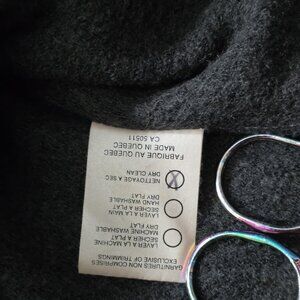 GARNITURES NON COMPRISES
EXCLUSIVE OF TRIMMINGS
LAVER A LA MACHINE
SECHER A PLAT
MACHINE WASHABLE
DRY FLAT
LAVER A LA MAIN
SECHER A PLAT
HAND WASHABLE
DRY FLAT
NETTOYAGE A SEC
DRY CLEAN
FABRIQUE AU QUEBEC
MADE IN QUEBEC
CA 50511